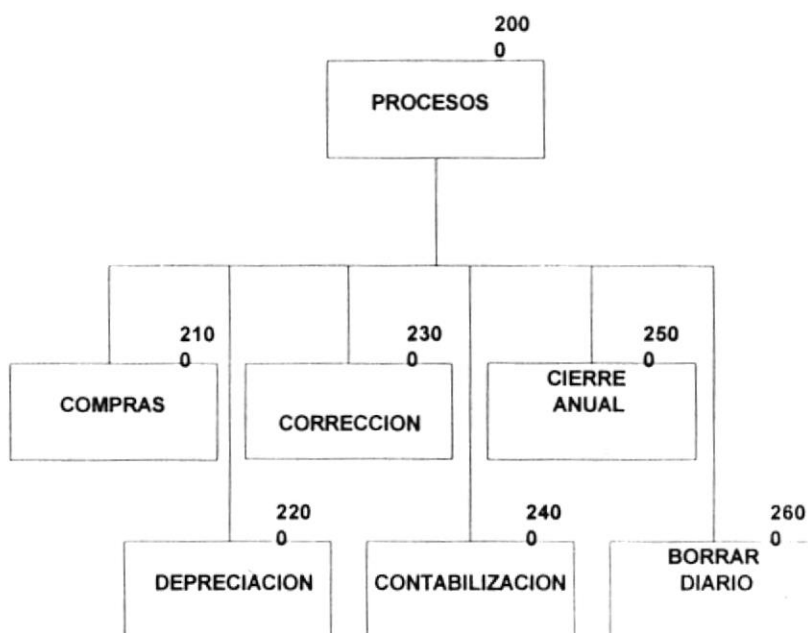 200
0
PROCESOS
210
0
COMPRAS
230
0
CORRECCION
250
0
CIERRE
ANUAL
220
0
DEPRECIACION
240
0
CONTABILIZACION
260
0
BORRAR
DIARIO